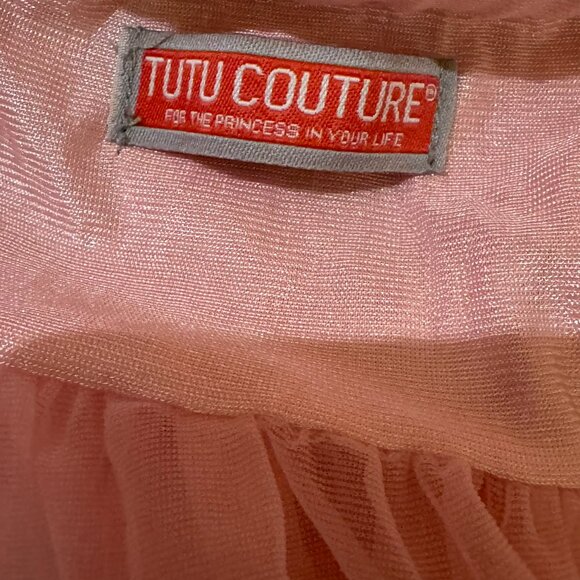 TUTU COUTURE®
FOR THE PRINCESS IN YOUR LIFE